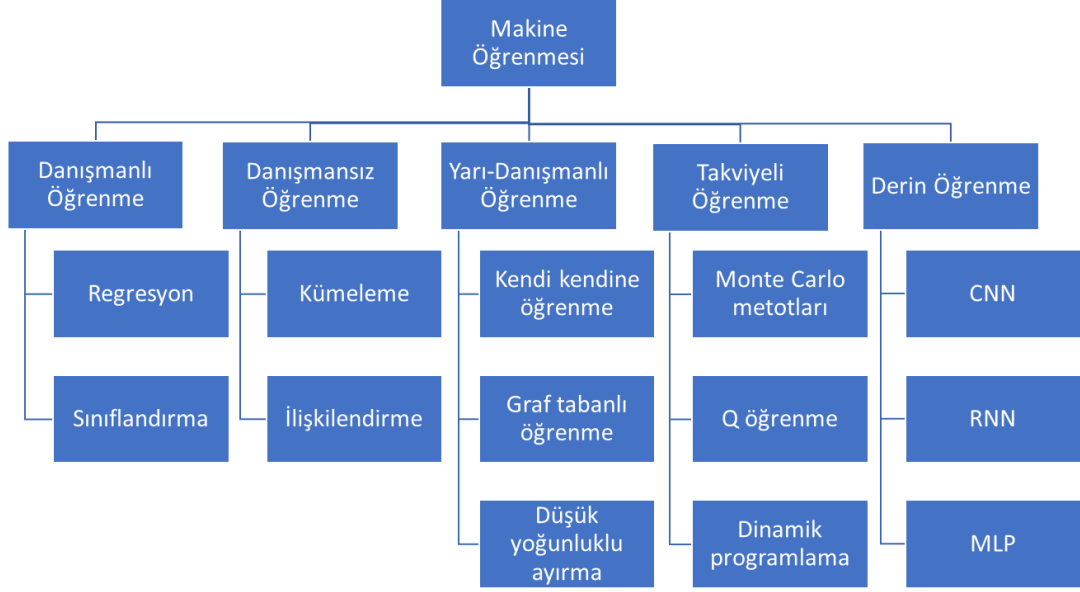 Makine
Öğrenmesi
Danışmanlı
Öğrenme
Danışmansız
Öğrenme
Yarı-Danışmanlı
Öğrenme
Takviyeli
Öğrenme
Derin Öğrenme
Regresyon
Kümeleme
Kendi kendine
öğrenme
Monte Carlo
metotları
CNN
Sınıflandırma
İlişkilendirme
Graf tabanlı
öğrenme
Q öğrenme
RNN
Düşük
yoğunluklu
ayırma
Dinamik
programlama
MLP